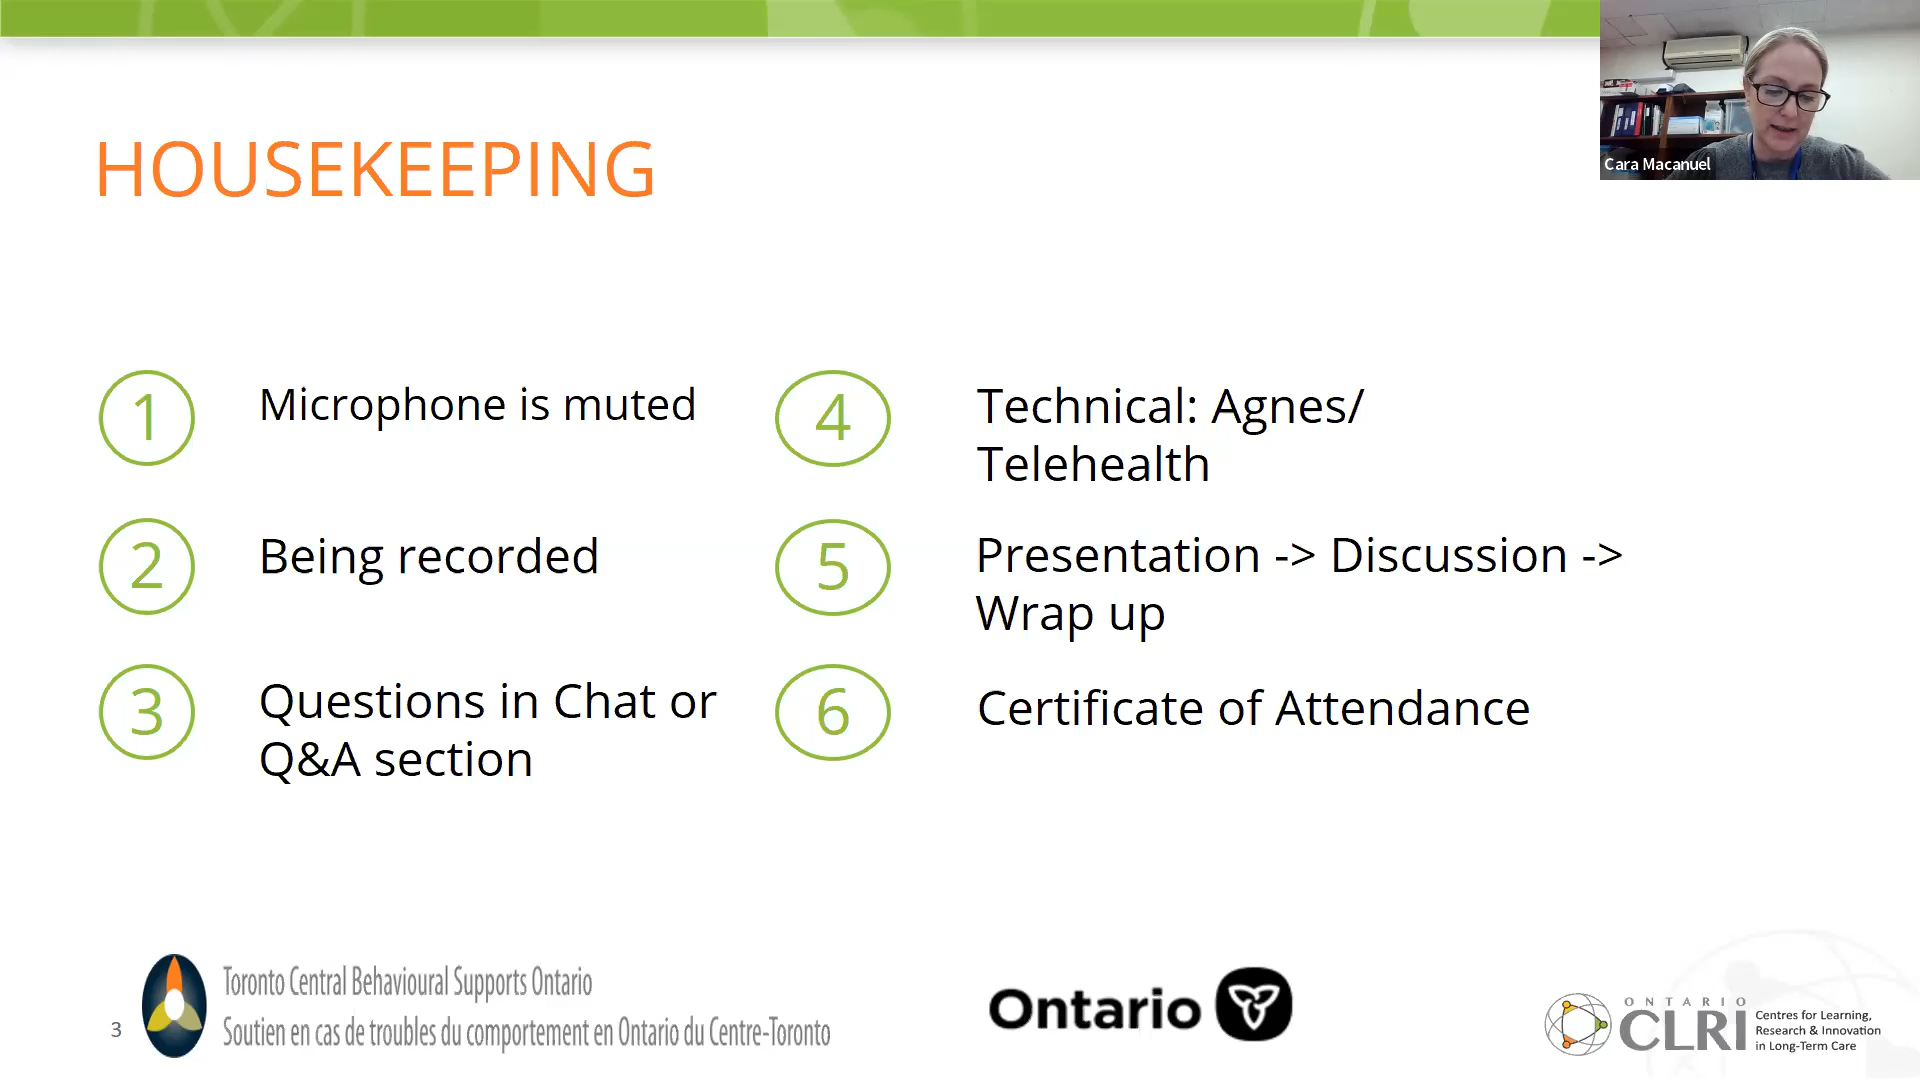 HOUSEKEEPING
Cara Macanuel
1
Microphone is muted
2
Being recorded
3
Questions in Chat or
Q&A section
4
Technical: Agnes/
Telehealth
5
Presentation -> Discussion ->
Wrap up
6
Certificate of Attendance
3
Toronto Central Behavioural Supports Ontario
Soutien en cas de troubles du comportement en Ontario du Centre-Toronto
Ontario
ONTARIO
CLRI
Centres for Learning,
Research & Innovation
in Long-Term Care